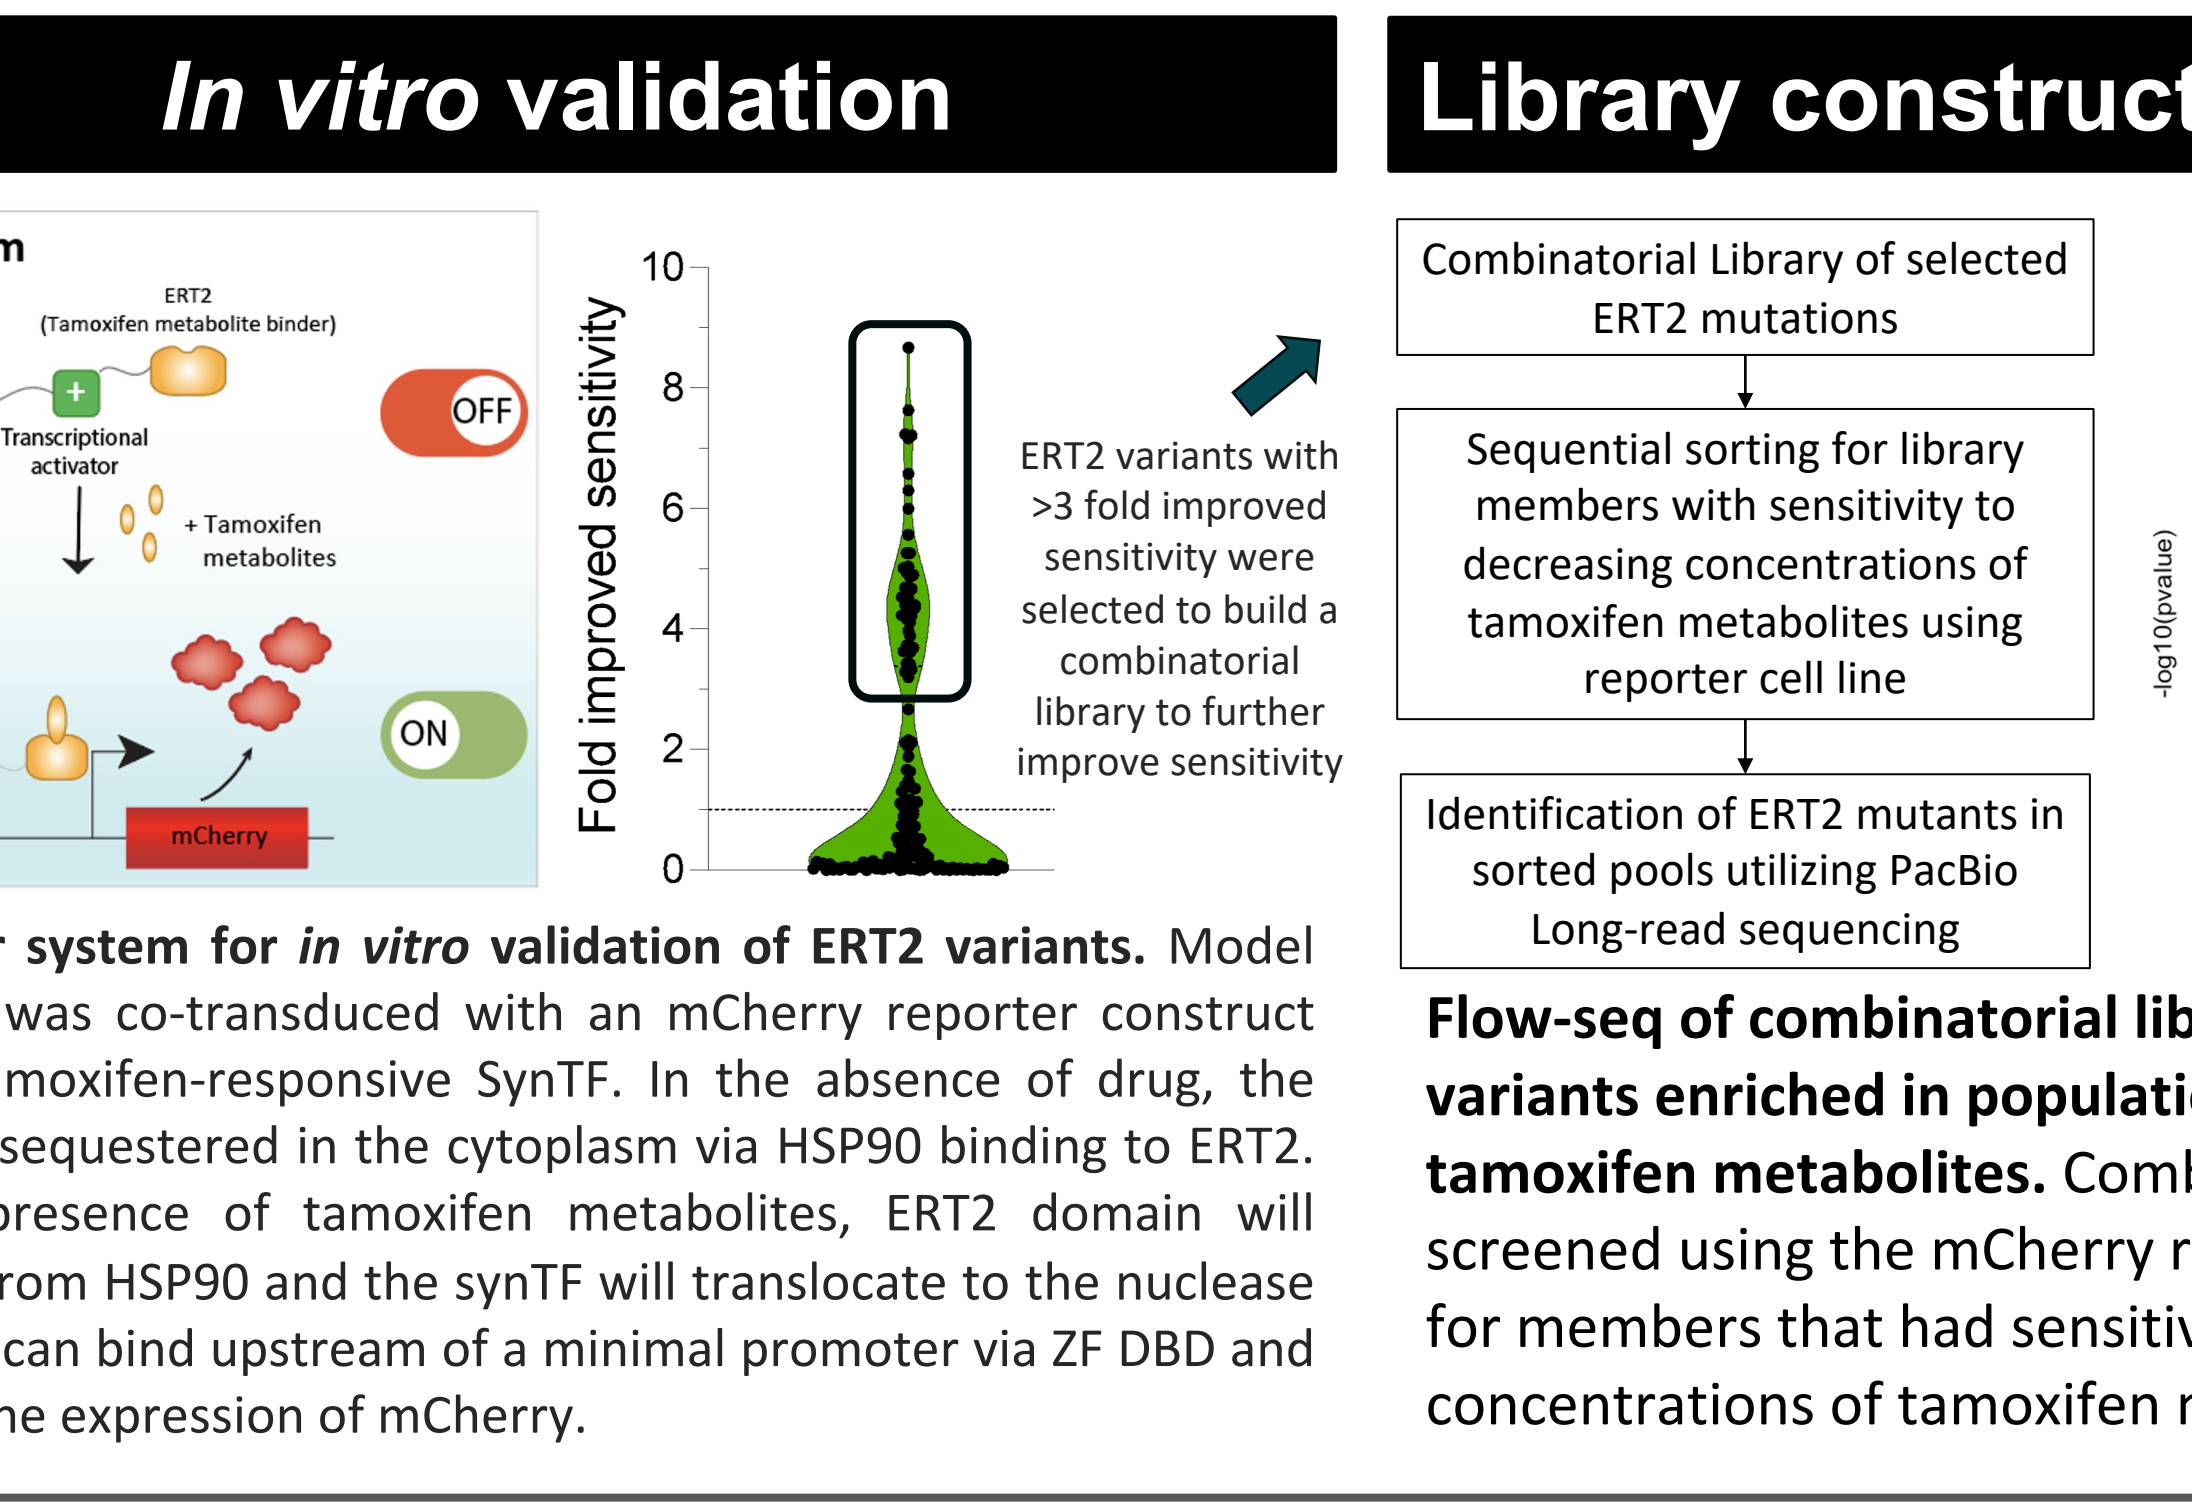 In vitro validation
m
ERT2
(Tamoxifen metabolite binder)
+
Transcriptional
activator
OFF
+ Tamoxifen
metabolites
ON
mCherry
Fold improved sensitivity
10
8
6
4
2
0
ERT2 variants with
>3 fold improved
sensitivity were
selected to build a
combinatorial
library to further
improve sensitivity
r system for in vitro validation of ERT2 variants. Model
was co-transduced with an mCherry reporter construct
moxifen-responsive SynTF. In the absence of drug, the
sequestered in the cytoplasm via HSP90 binding to ERT2.
presence of tamoxifen metabolites, ERT2 domain will
rom HSP90 and the synTF will translocate to the nuclease
can bind upstream of a minimal promoter via ZF DBD and
he expression of mCherry.
Library construct
Combinatorial Library of selected
ERT2 mutations
Sequential sorting for library
members with sensitivity to
decreasing concentrations of
tamoxifen metabolites using
reporter cell line
Identification of ERT2 mutants in
sorted pools utilizing PacBio
Long-read sequencing
-log10(pvalue)
Flow-seq of combinatorial lib
variants enriched in populati
tamoxifen metabolites. Comb
screened using the mCherry r
for members that had sensitiv
concentrations of tamoxifen